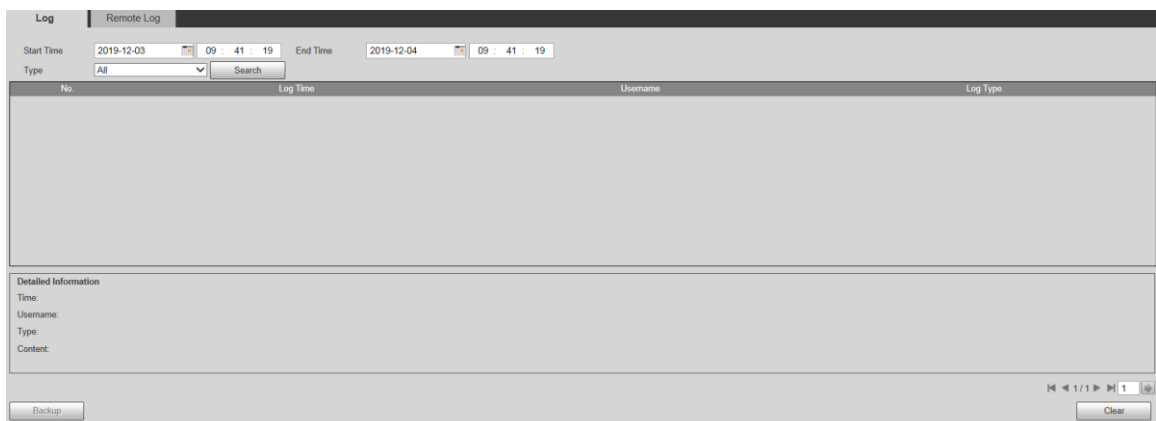 Log Remote Log
Start Time 2019-12-03 09 : 41 : 19 End Time 2019-12-04 09 : 41 : 19
Type All Search
No. Log Time Username Log Type
Detailed Information
Time:
Username:
Type:
Content:
1 / 1 1
Backup Clear